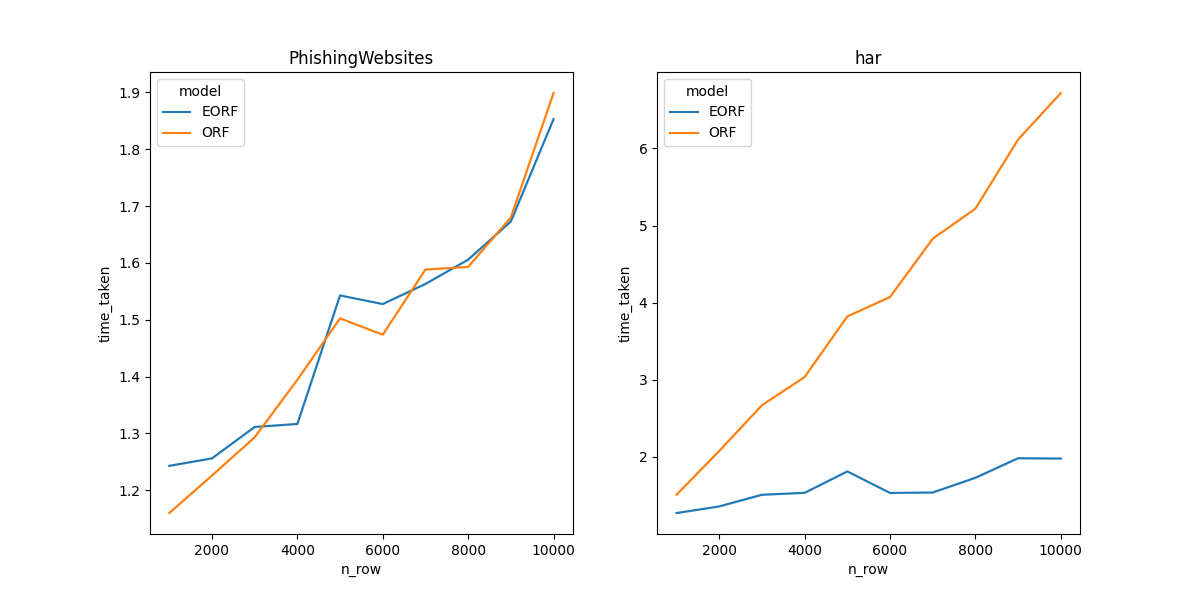 PhishingWebsites
model
EORF
ORF
1.9
1.8
1.7
1.6
1.5
1.4
1.3
1.2
time_taken
2000 4000 6000 8000 10000
n_row
har
model
EORF
ORF
6
5
4
3
2
time_taken
2000 4000 6000 8000 10000
n_row